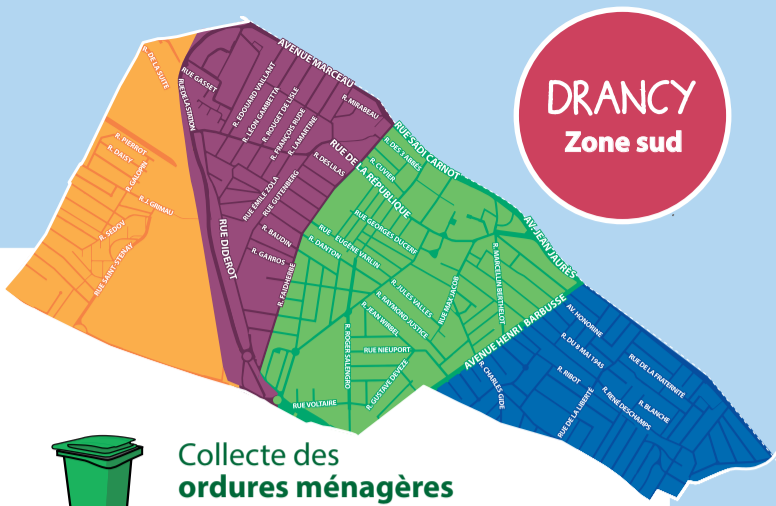 DRANCY
Zone sud
R. DE LA SUITE
RUE GASSET
RUE DE LA STATION
AVENUE MARCEAU
R. EDOUARD VAILLANT
R. LÉON GAMBETTA
R. ROUGET DE LISLE
R. FRANÇOIS RUDE
R. LAMARTINE
R. MIRABEAU
R. DES LILAS
RUE DE LA RÉPUBLIQUE
RUE SADI CARNOT
R. DES 3 ABBÉS
R. CUVIER
R. PIERROT
R. DAISY
R. GALOPIN
R. J. GRIMAU
R. SEDOV
RUE SAINT-STENAY
RUE DIDEROT
RUE ÉMILE ZOLA
RUE GUTENBERG
R. BAUDIN
R. GARROS
R. FAIDHERBE
R. DANTON
RUE EUGÈNE VARLIN
RUE GEORGES DUCERF
AV. JEAN JAURÈS
R. MARCELLIN BERTHELOT
RUE MAX JACOB
R. JULES VALLES
R. RAYMOND JUSTICE
R. JEAN WIRBEL
R. ROGER SALENGRO
RUE NIEUPORT
R. GUSTAVE DEVEZE
RUE VOLTAIRE
AVENUE HENRI BARBUSSE
AV. HONORINE
R. DU 8 MAI 1945
RUE DE LA FRATERNITÉ
R. CHARLES GIDE
R. RIBOT
R. BLANCHE
R. RENÉ DESCHAMPS
RUE DE LA LIBERTÉ
Collecte des
ordures ménagères